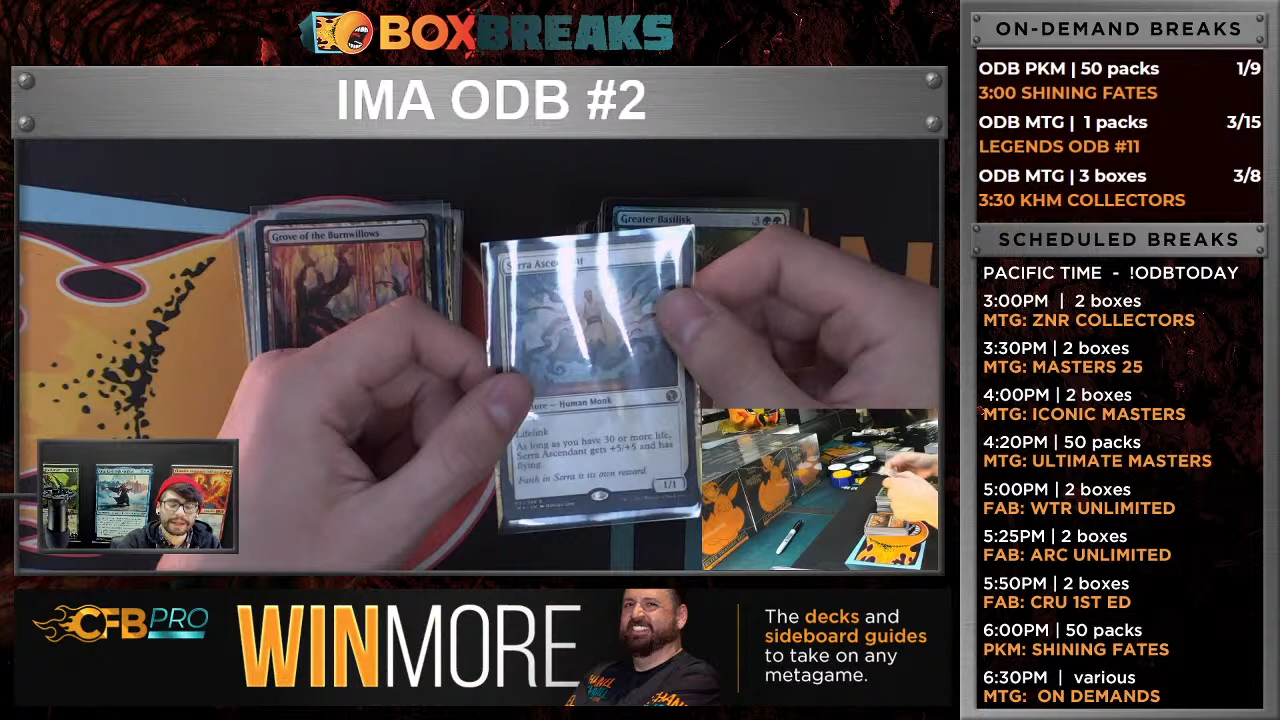 BOXBREAKS
IMA ODB #2
Grove of the Burnwillows
Greater Basilisk
Serra Ascendant
Human Monk
Lifelink
As long as you have 30 or more life,
Serra Ascendant gets +5/+5 and has
flying.
Faith in Serra is its own reward.
1/1
CFBPRO
WINMORE
The decks and
sideboard guides
to take on any
metagame.
ON-DEMAND BREAKS
ODB PKM | 50 packs 1/9
3:00 SHINING FATES
ODB MTG | 1 packs 3/15
LEGENDS ODB #11
ODB MTG | 3 boxes 3/8
3:30 KHM COLLECTORS
SCHEDULED BREAKS
PACIFIC TIME - !ODBTODAY
3:00PM | 2 boxes
MTG: ZNR COLLECTORS
3:30PM | 2 boxes
MTG: MASTERS 25
4:00PM | 2 boxes
MTG: ICONIC MASTERS
4:20PM | 50 packs
MTG: ULTIMATE MASTERS
5:00PM | 2 boxes
FAB: WTR UNLIMITED
5:25PM | 2 boxes
FAB: ARC UNLIMITED
5:50PM | 2 boxes
FAB: CRU 1ST ED
6:00PM | 50 packs
PKM: SHINING FATES
6:30PM | various
MTG: ON DEMANDS